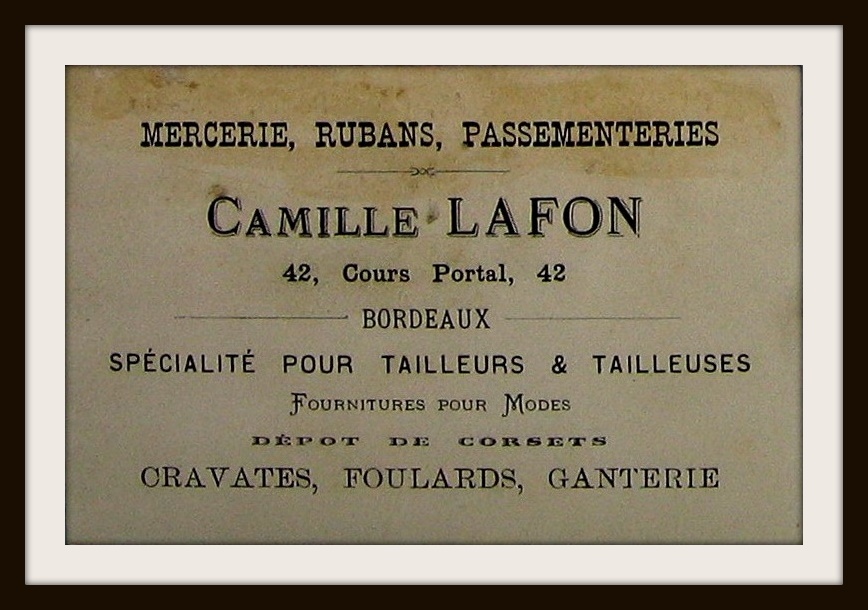 MERCERIE, RUBANS, PASSEMENTERIES
CAMILLE LAFON
42, Cours Portal, 42
BORDEAUX
SPÉCIALITÉ POUR TAILLEURS & TAILLEUSES
FOURNITURES POUR MODES
DÉPOT DE CORSETS
CRAVATES, FOULARDS, GANTERIE